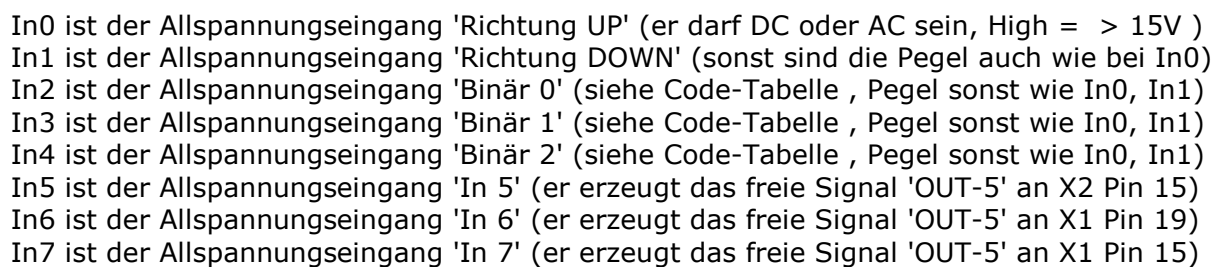 In0 ist der Allspannungseingang 'Richtung UP' (er darf DC oder AC sein, High =  > 15V )
In1 ist der Allspannungseingang 'Richtung DOWN' (sonst sind die Pegel auch wie bei In0)
In2 ist der Allspannungseingang 'Binär 0' (siehe Code-Tabelle , Pegel sonst wie In0, In1)
In3 ist der Allspannungseingang 'Binär 1' (siehe Code-Tabelle , Pegel sonst wie In0, In1)
In4 ist der Allspannungseingang 'Binär 2' (siehe Code-Tabelle , Pegel sonst wie In0, In1)
In5 ist der Allspannungseingang 'In 5' (er erzeugt das freie Signal 'OUT-5' an X2 Pin 15)
In6 ist der Allspannungseingang 'In 6' (er erzeugt das freie Signal 'OUT-5' an X1 Pin 19)
In7 ist der Allspannungseingang 'In 7' (er erzeugt das freie Signal 'OUT-5' an X1 Pin 15)